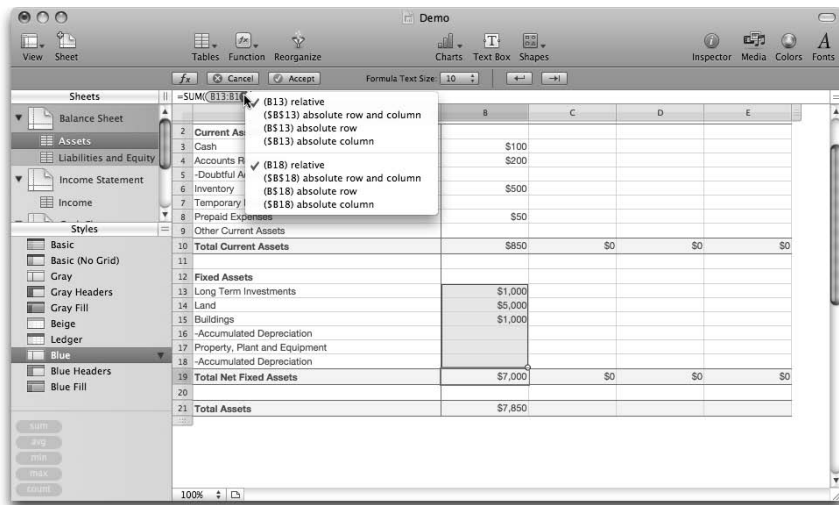 Demo
View Sheet Tables Function Reorganize Charts Text Box Shapes Inspector Media Colors Fonts
fx Cancel Accept Formula Text Size: 10
Sheets
Balance Sheet
Assets
Liabilities and Equity
Income Statement
Income
Styles
Basic
Basic (No Grid)
Gray
Gray Headers
Gray Fill
Beige
Ledger
Blue
Blue Headers
Blue Fill
sum
avg
min
max
count
=SUM(B13:B1
✓ (B13) relative
($B$13) absolute row and column
(B$13) absolute row
($B13) absolute column
✓ (B18) relative
($B$18) absolute row and column
(B$18) absolute row
($B18) absolute column
B C D E
2 Current As
3 Cash $100
4 Accounts R $200
5 -Doubtful A
6 Inventory $500
7 Temporary
8 Prepaid Expenses $50
9 Other Current Assets
10 Total Current Assets $850 $0 $0 $0
11
12 Fixed Assets
13 Long Term Investments $1,000
14 Land $5,000
15 Buildings $1,000
16 -Accumulated Depreciation
17 Property, Plant and Equipment
18 -Accumulated Depreciation
19 Total Net Fixed Assets $7,000 $0 $0 $0
20
21 Total Assets $7,850
100%